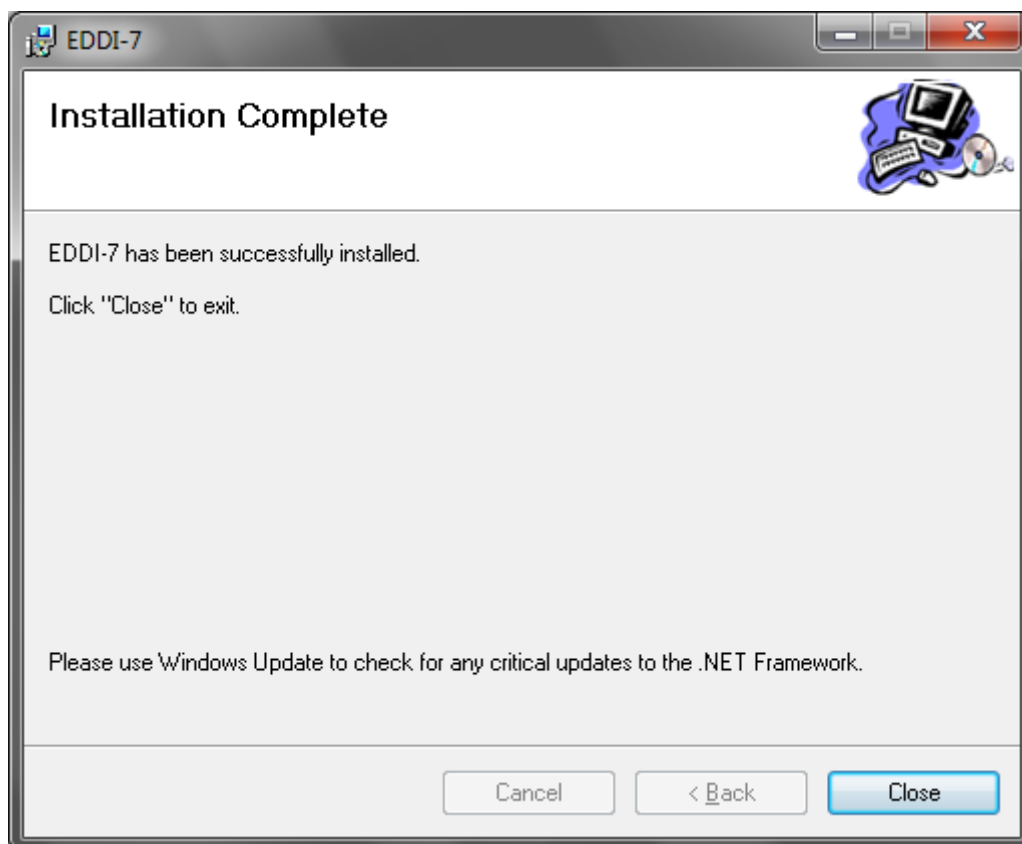 EDDI-7
Installation Complete
EDDI-7 has been successfully installed.
Click "Close" to exit.
Please use Windows Update to check for any critical updates to the .NET Framework.
Cancel
< Back
Close